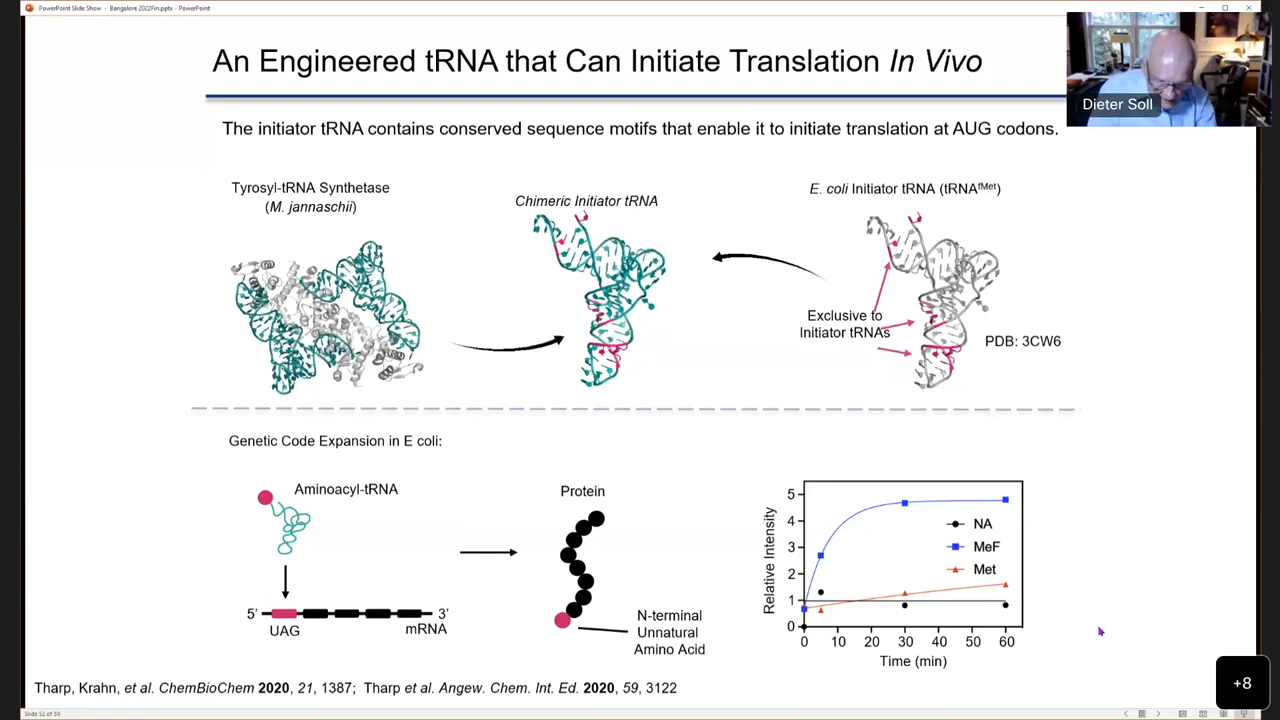 PowerPoint Slide Show - Bangalore 2022Fin.pptx - PowerPoint
An Engineered tRNA that Can Initiate Translation In Vivo
Dieter Soll
The initiator tRNA contains conserved sequence motifs that enable it to initiate translation at AUG codons.
Tyrosyl-tRNA Synthetase
(M. jannaschii)
Chimeric Initiator tRNA
E. coli Initiator tRNA (tRNAfMet)
Exclusive to
Initiator tRNAs
PDB: 3CW6
Genetic Code Expansion in E coli:
Aminoacyl-tRNA
5'
3'
UAG
mRNA
Protein
N-terminal
Unnatural
Amino Acid
Relative Intensity
5
4
3
2
1
0
NA
MeF
Met
0 10 20 30 40 50 60
Time (min)
Tharp, Krahn, et al. ChemBioChem 2020, 21, 1387; Tharp et al. Angew. Chem. Int. Ed. 2020, 59, 3122
+8
Slide 52 of 59